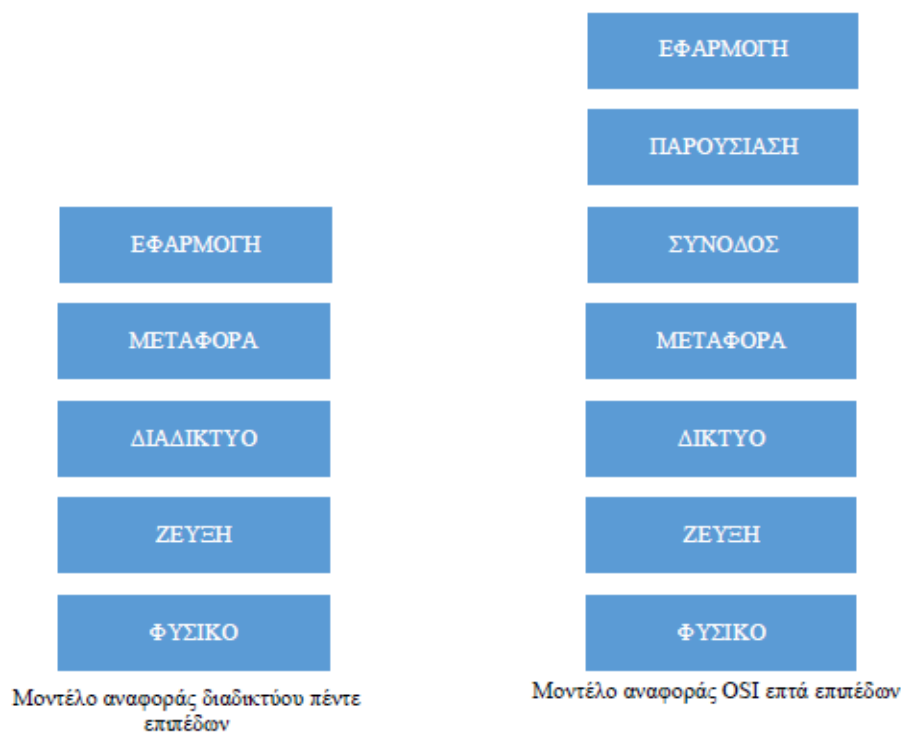 ΕΦΑΡΜΟΓΗ
ΠΑΡΟΥΣΙΑΣΗ
ΕΦΑΡΜΟΓΗ
ΣΥΝΟΔΟΣ
ΜΕΤΑΦΟΡΑ
ΜΕΤΑΦΟΡΑ
ΔΙΑΔΙΚΤΥΟ
ΔΙΚΤΥΟ
ΖΕΥΞΗ
ΖΕΥΞΗ
ΦΥΣΙΚΟ
ΦΥΣΙΚΟ
Μοντέλο αναφοράς διαδικτύου πέντε
επιπέδων
Μοντέλο αναφοράς OSI επτά επιπέδων